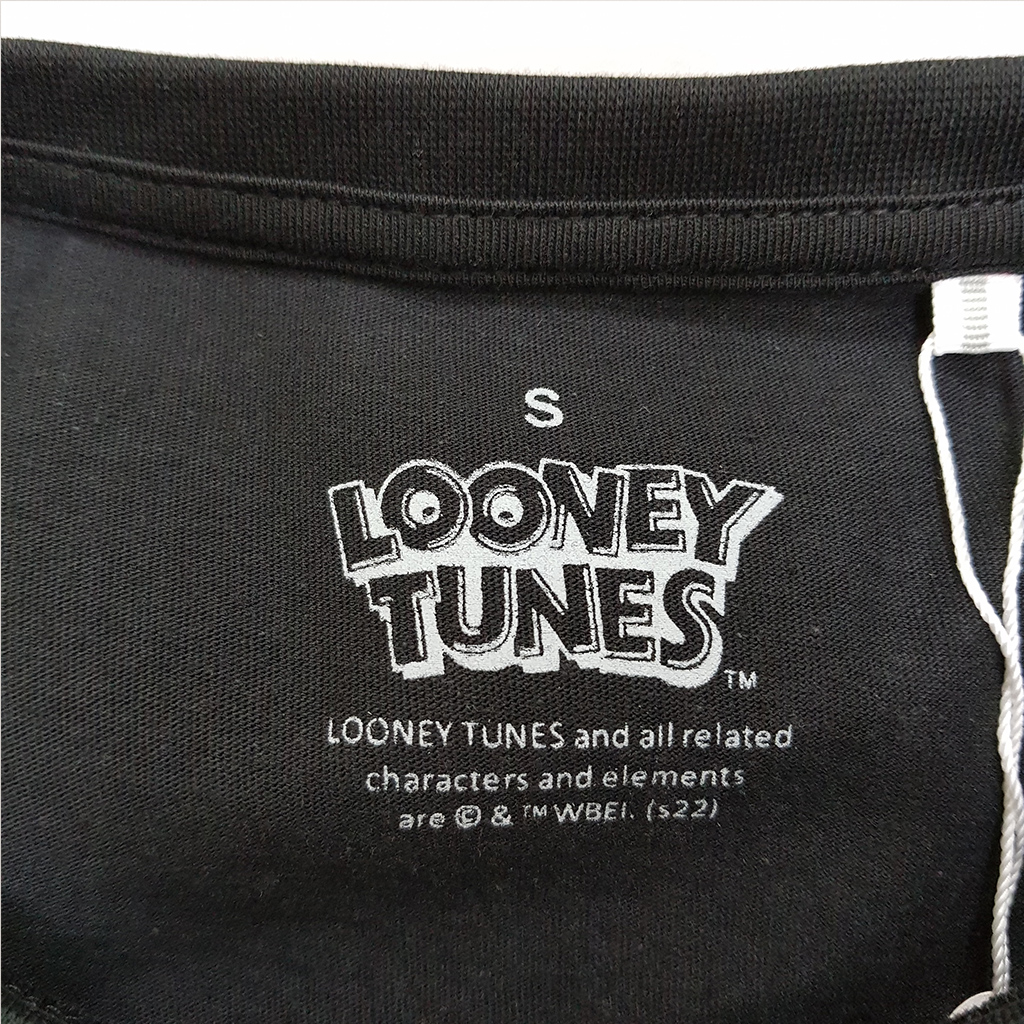 S
LOONEY
TUNES
TM
LOONEY TUNES and all related
characters and elements
are © & ™ WBEI. (s22)